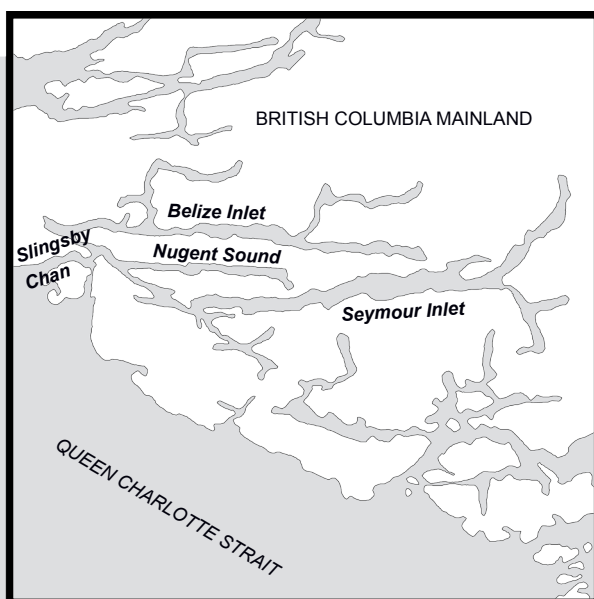 BRITISH COLUMBIA MAINLAND
Belize Inlet
Slingsby
Chan
Nugent Sound
Seymour Inlet
QUEEN CHARLOTTE STRAIT